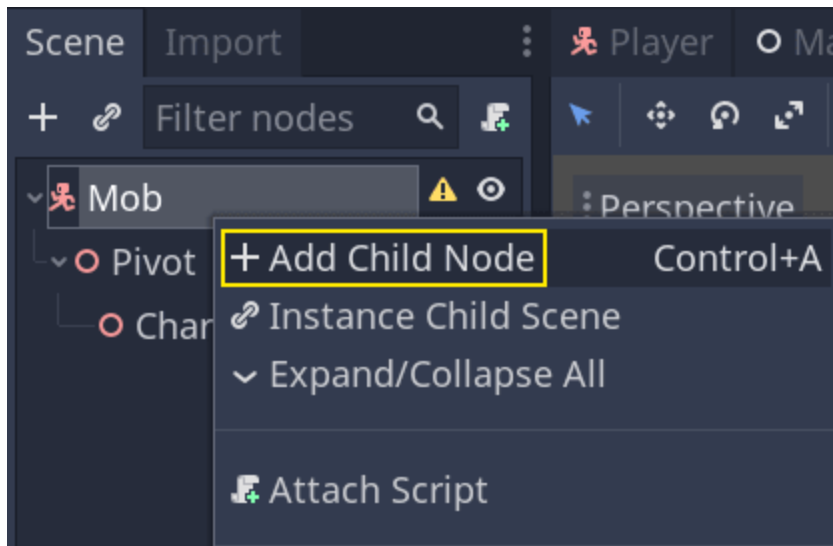 Scene Import Player
Filter nodes
Mob
Perspective
Pivot
Add Child Node Control+A
Instance Child Scene
Char
Expand/Collapse All
Attach Script